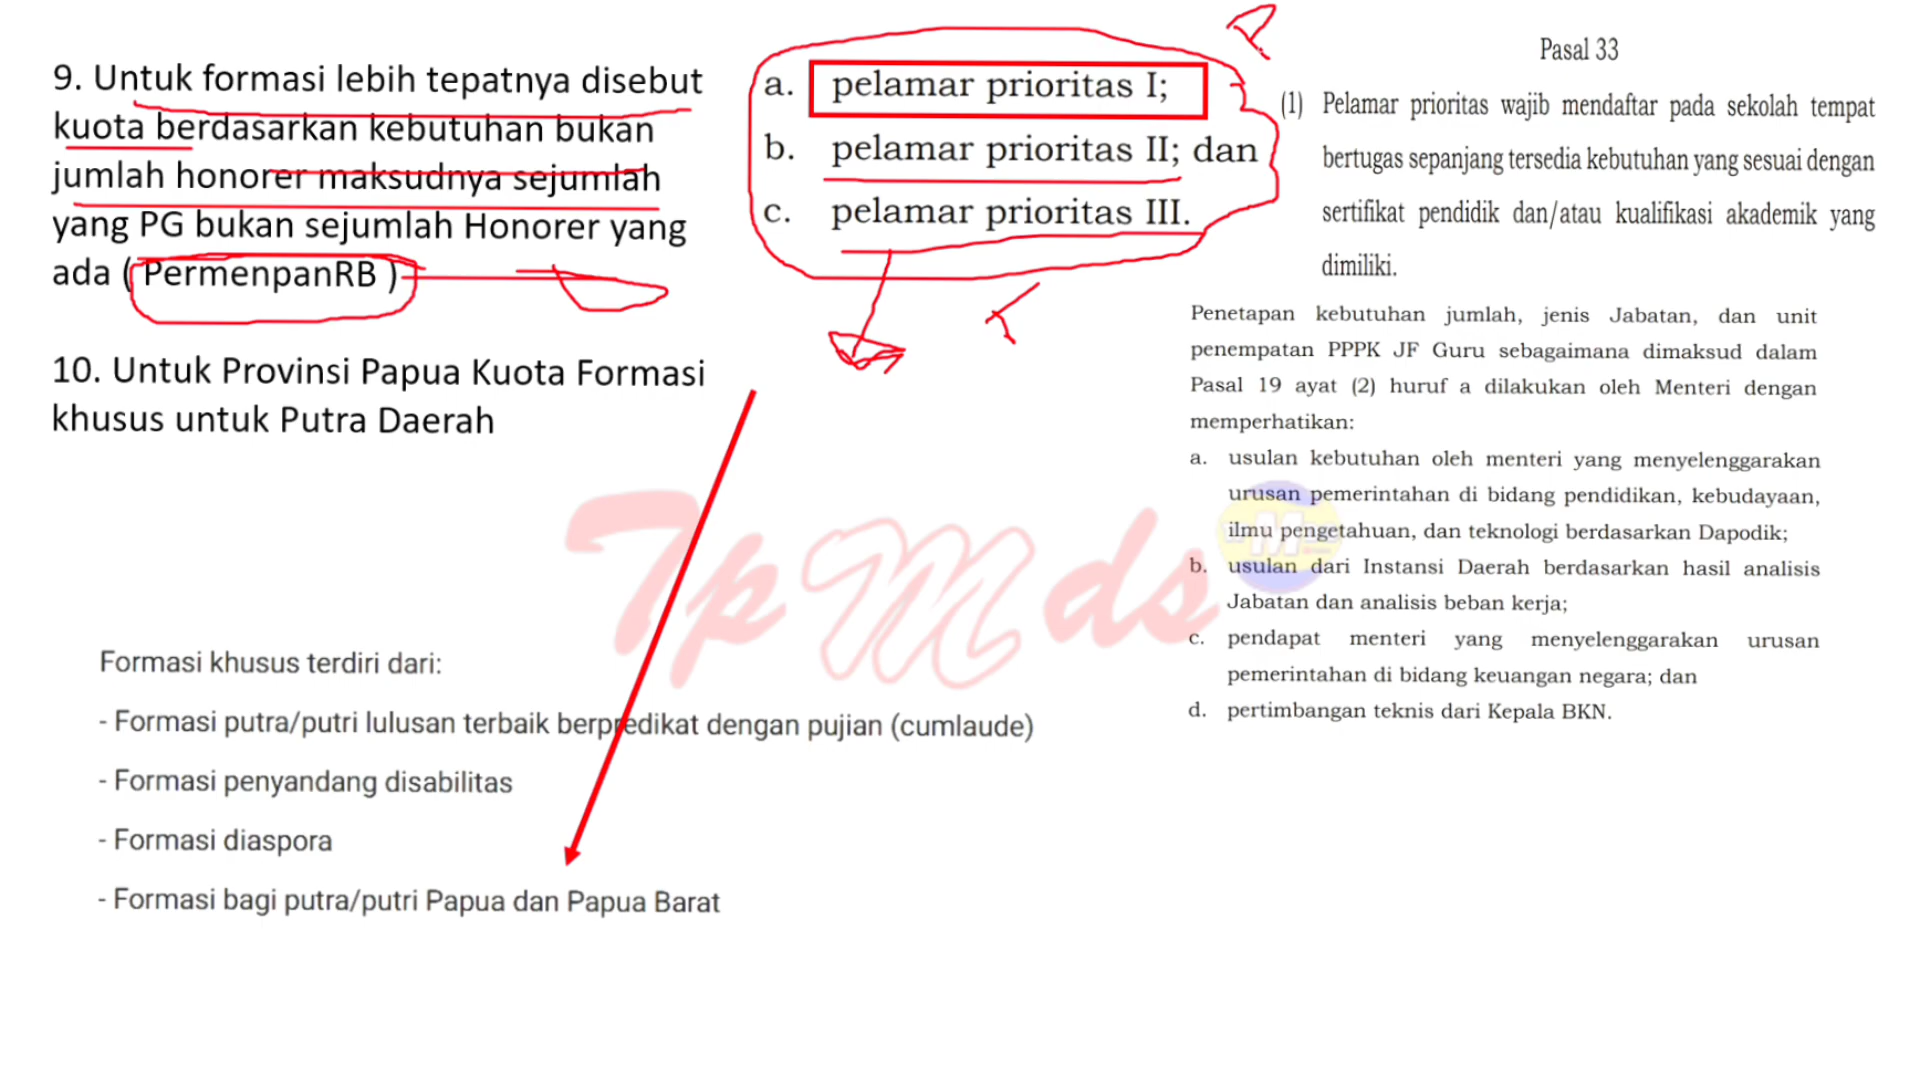 9. Untuk formasi lebih tepatnya disebut
kuota berdasarkan kebutuhan bukan
jumlah honorer maksudnya sejumlah
yang PG bukan sejumlah Honorer yang
ada ( PermenpanRB )
10. Untuk Provinsi Papua Kuota Formasi
khusus untuk Putra Daerah
a. pelamar prioritas I;
b. pelamar prioritas II; dan
c. pelamar prioritas III.
Pasal 33
(1) Pelamar prioritas wajib mendaftar pada sekolah tempat
bertugas sepanjang tersedia kebutuhan yang sesuai dengan
sertifikat pendidik dan/atau kualifikasi akademik yang
dimiliki.
Penetapan kebutuhan jumlah, jenis Jabatan, dan unit
penempatan PPPK JF Guru sebagaimana dimaksud dalam
Pasal 19 ayat (2) huruf a dilakukan oleh Menteri dengan
memperhatikan:
a. usulan kebutuhan oleh menteri yang menyelenggarakan
urusan pemerintahan di bidang pendidikan, kebudayaan,
ilmu pengetahuan, dan teknologi berdasarkan Dapodik;
b. usulan dari Instansi Daerah berdasarkan hasil analisis
Jabatan dan analisis beban kerja;
c. pendapat menteri yang menyelenggarakan urusan
pemerintahan di bidang keuangan negara; dan
d. pertimbangan teknis dari Kepala BKN.
TpMds
Formasi khusus terdiri dari:
- Formasi putra/putri lulusan terbaik berpredikat dengan pujian (cumlaude)
- Formasi penyandang disabilitas
- Formasi diaspora
- Formasi bagi putra/putri Papua dan Papua Barat